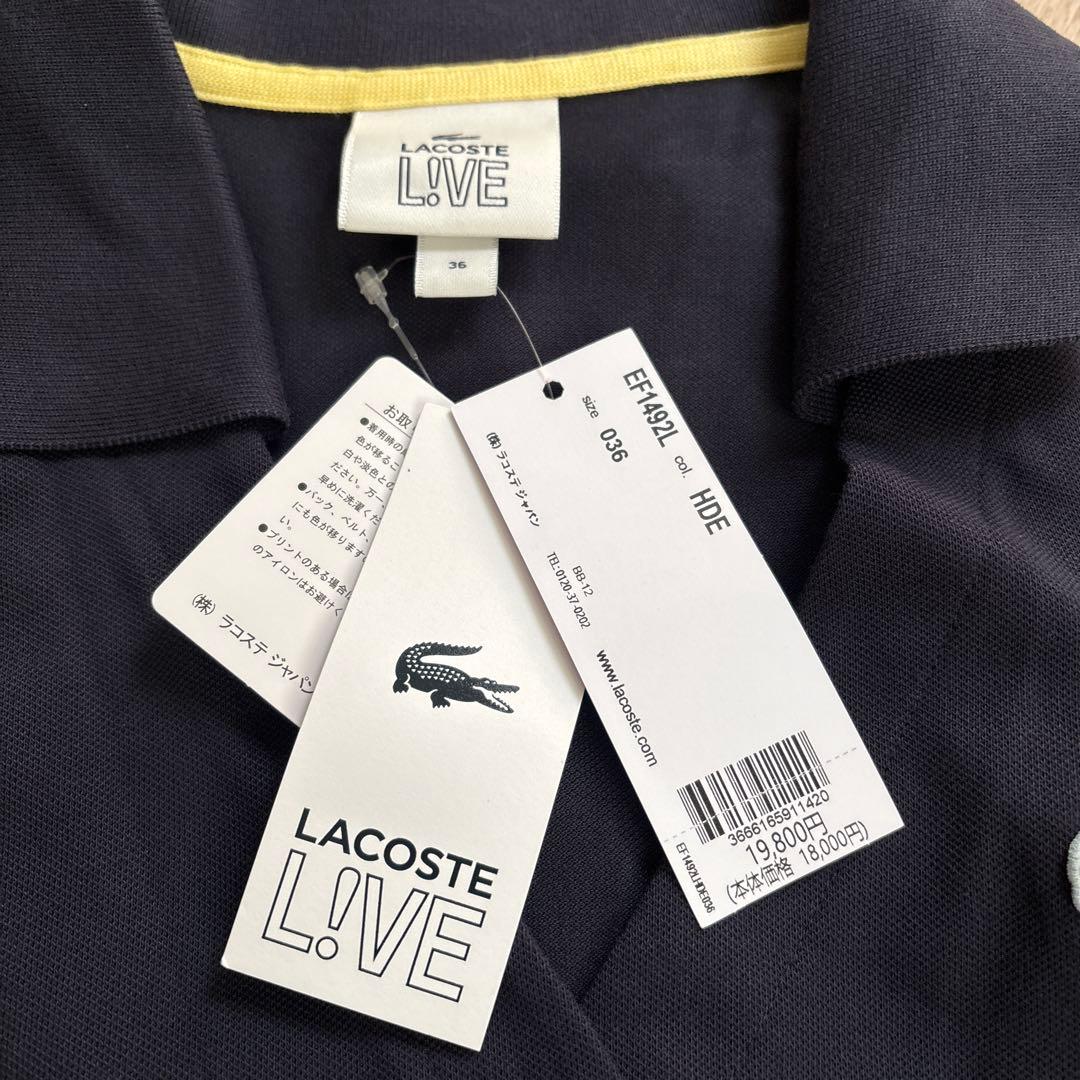 LACOSTE
L!VE
36
お取
●着用時の
色が移るこ
白や淡色との
ださい。万一
早めに洗濯くだ
●バック、ベルト、
にも色が移ります
い。
●プリントのある場合
のアイロンはお避けく
(株) ラコステ ジャパン
LACOSTE
L!VE
EF1492L col. HDE
size 036
(株) ラコステ ジャパン
BB-12
TEL:0120-37-0202
www.lacoste.com
3666165911420
19,800円
(本体価格 18,000円)
EF1492LHDE036